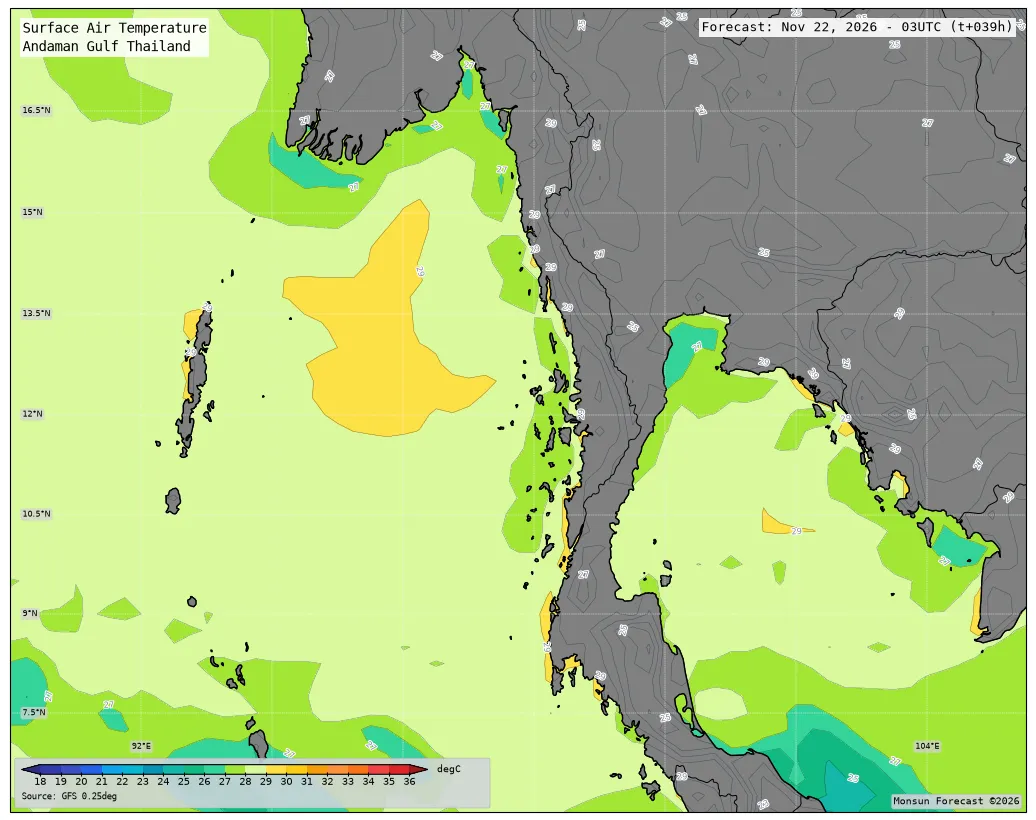 Surface Air Temperature
Andaman Gulf Thailand
Forecast: Nov 22, 2026 - 03UTC (t+039h)
16.5°N
15°N
13.5°N
12°N
10.5°N
9°N
7.5°N
92°E
104°E
degC
18 19 20 21 22 23 24 25 26 27 28 29 30 31 32 33 34 35 36
Source: GFS 0.25deg
Monsun Forecast ©2026